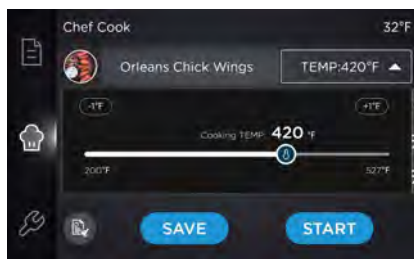 Chef Cook 32°F
Orleans Chick Wings TEMP:420°F
-1°F +1°F
Cooking TEMP 420 °F
200°F 527°F
SAVE START